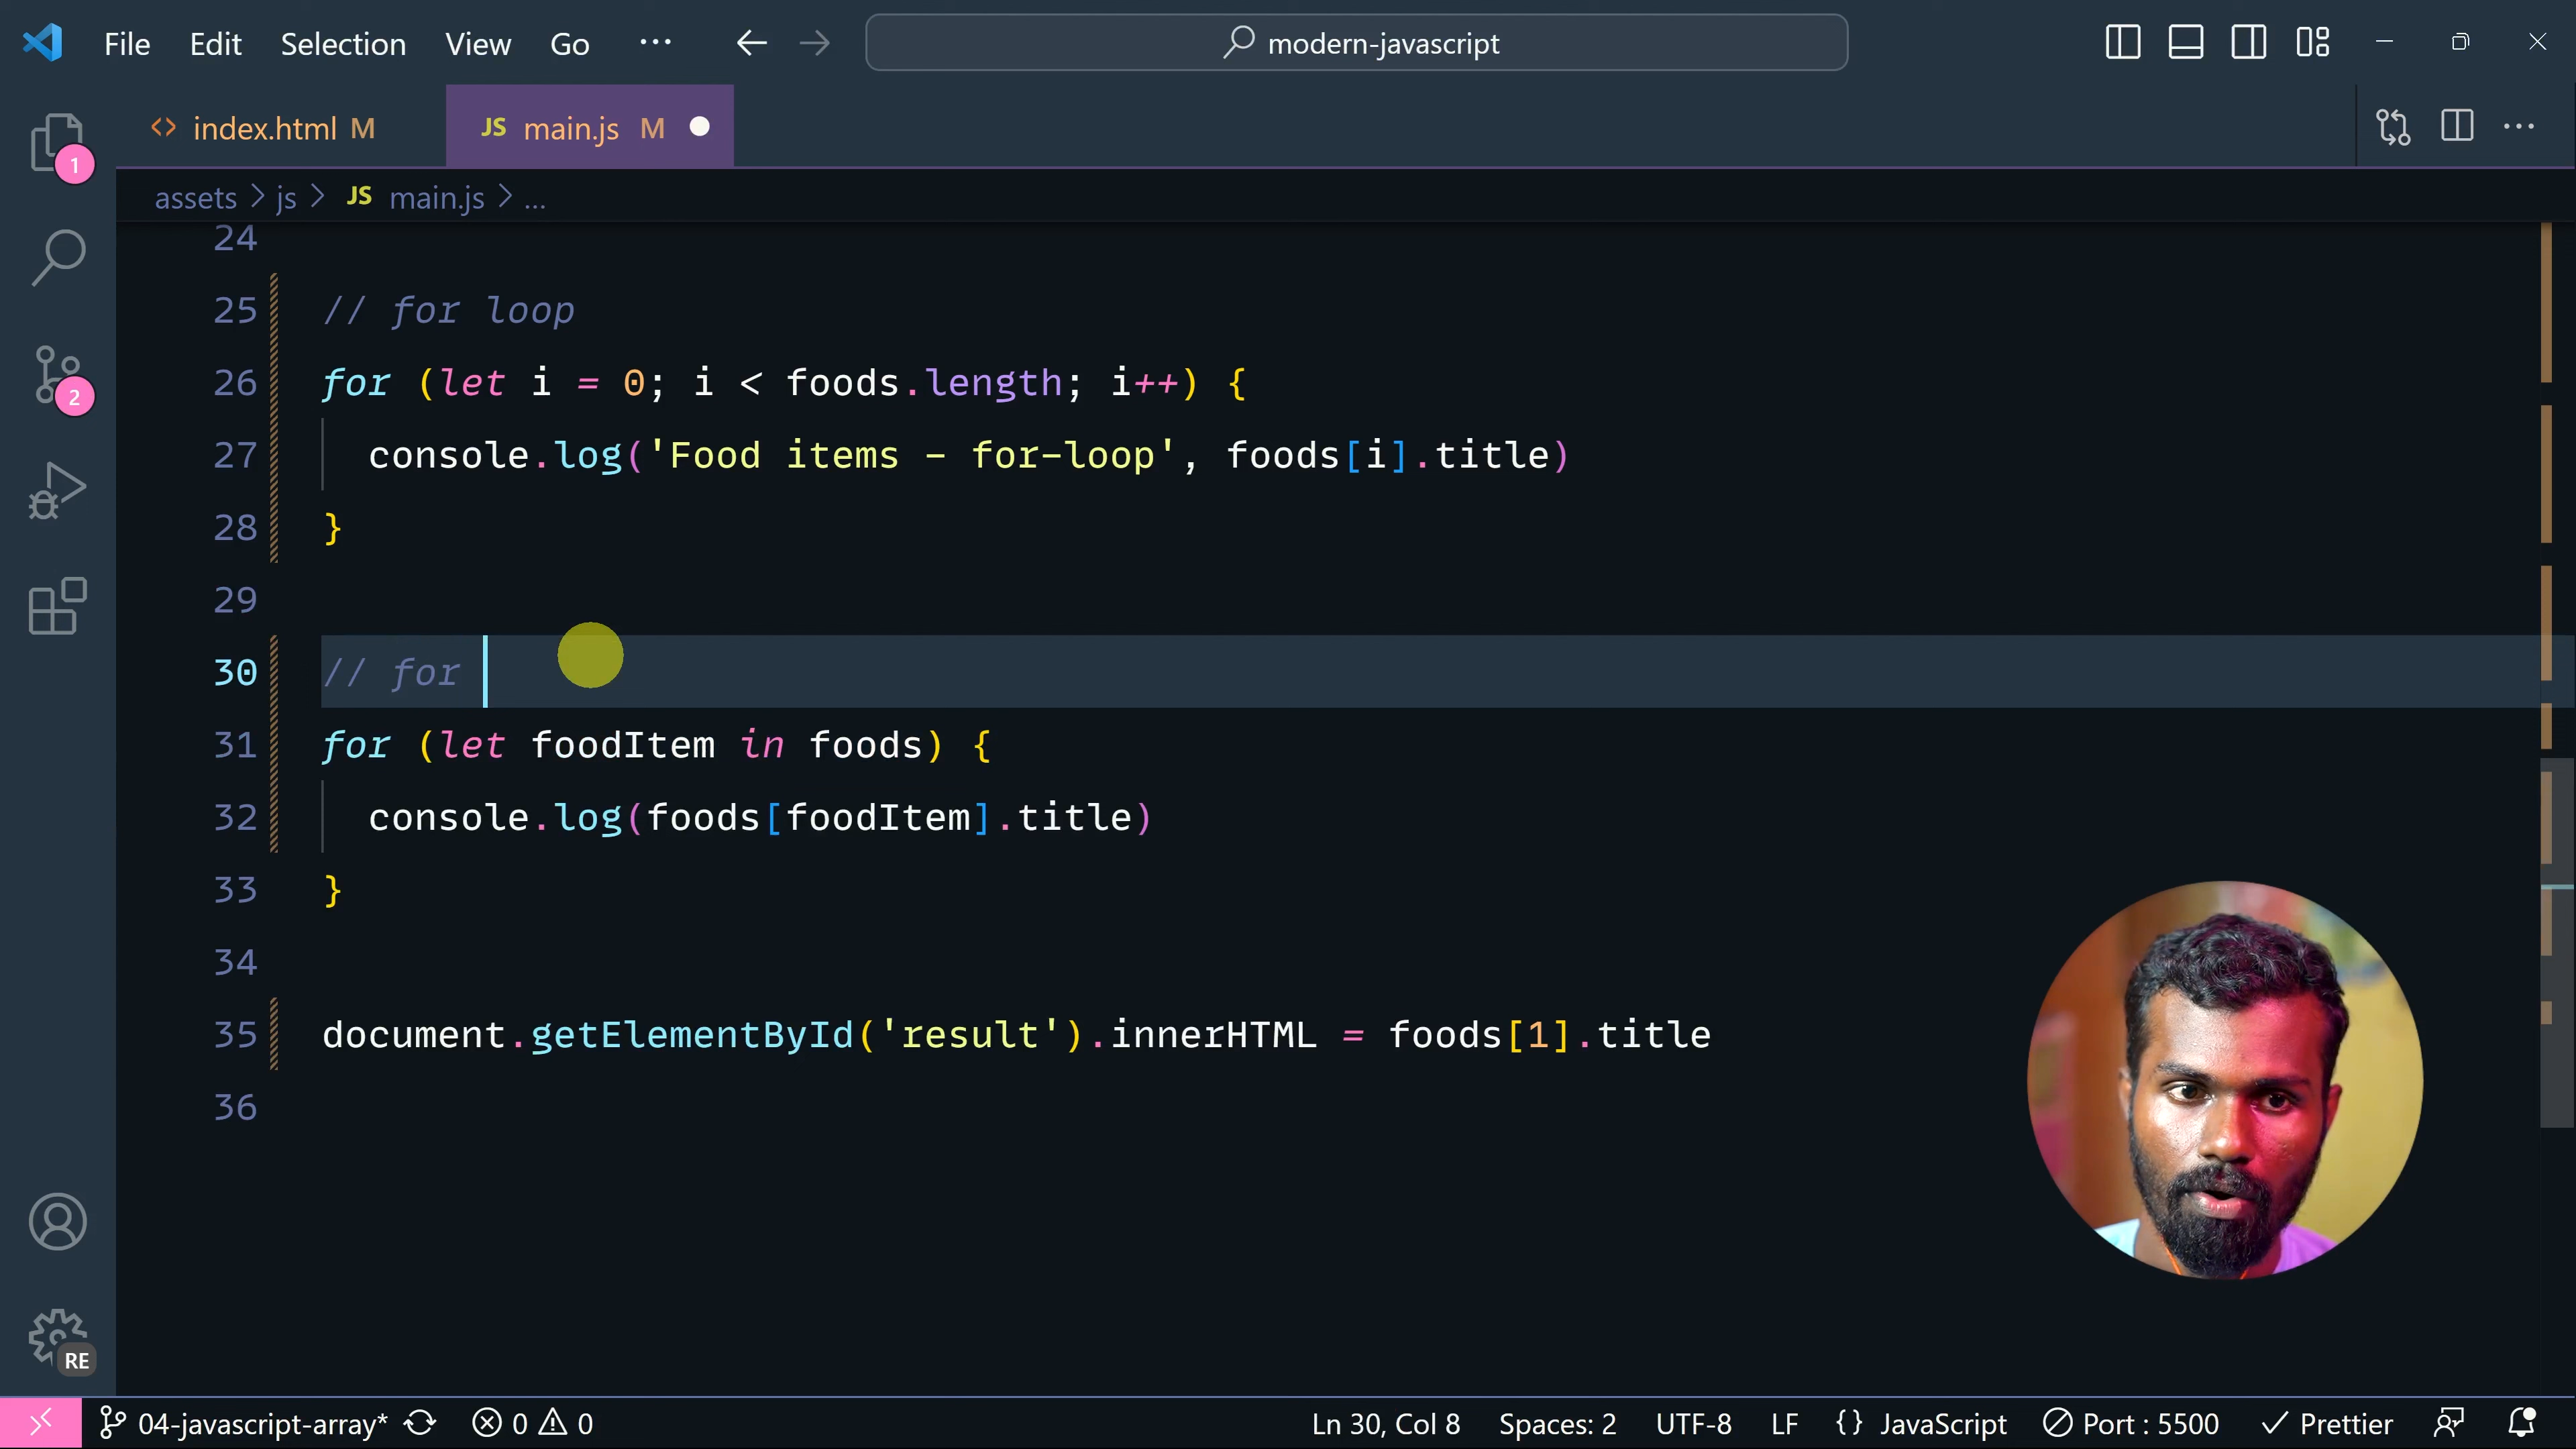 File Edit Selection View Go ... modern-javascript
index.html M JS main.js M
assets > js > JS main.js > ...
1
2
24
25 // for loop
26 for (let i = 0; i < foods.length; i++) {
27 console.log('Food items - for-loop', foods[i].title)
28 }
29
30 // for
31 for (let foodItem in foods) {
32 console.log(foods[foodItem].title)
33 }
34
35 document.getElementById('result').innerHTML = foods[1].title
36
RE
04-javascript-array* 0 0 Ln 30, Col 8 Spaces: 2 UTF-8 LF {} JavaScript Port : 5500 Prettier